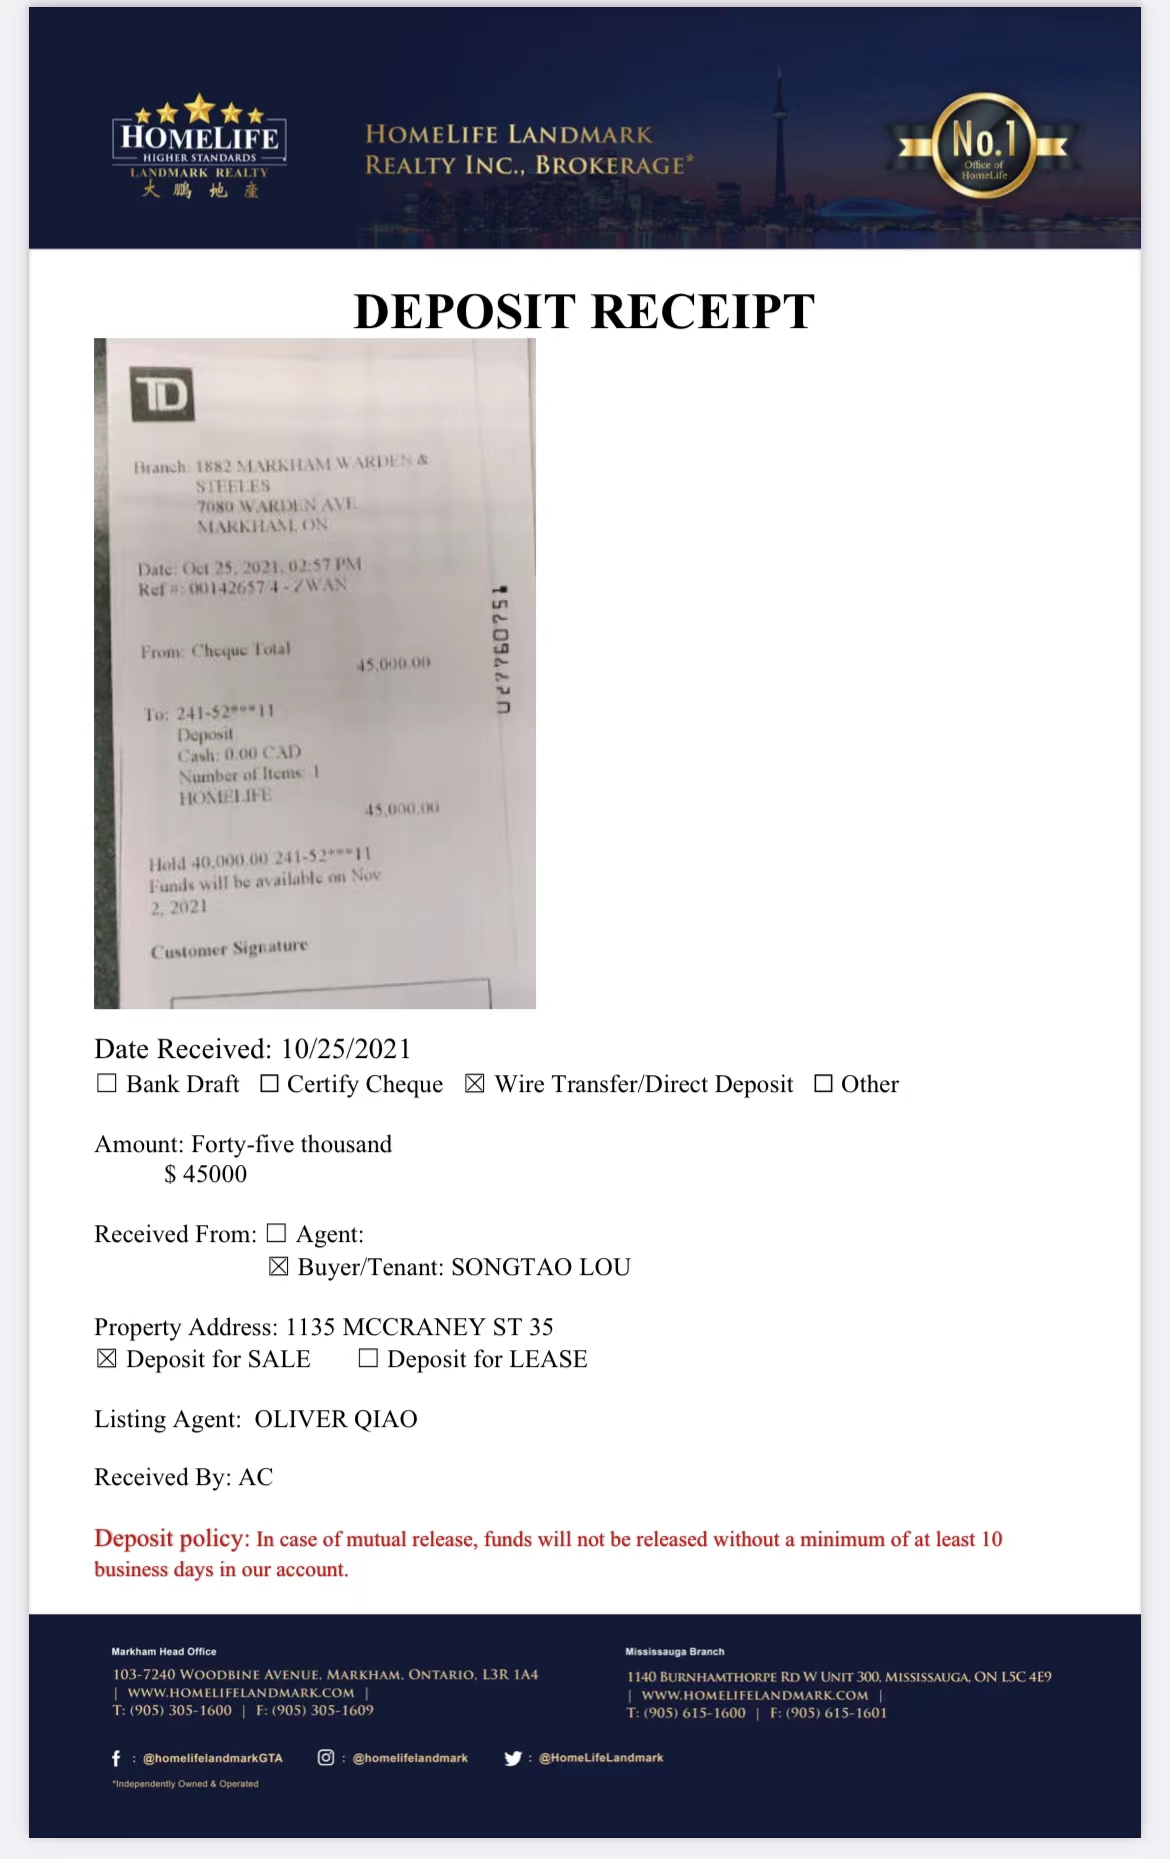 HOMELIFE
HIGHER STANDARDS
LANDMARK REALTY
大鵬地產
HOMELIFE LANDMARK
REALTY INC., BROKERAGE*
No.1
Office of
HomeLife
DEPOSIT RECEIPT
TD
Branch: 1882 MARKHAM WARDEN &
STEELES
7080 WARDEN AVE
MARKHAM, ON
Date: Oct 25, 2021, 02:57 PM
Ref #: 00142657/4 - ZWAN
From: Cheque Total
45,000.00
To: 241-52***11
Deposit
Cash: 0.00 CAD
Number of Items: 1
HOMELIFE
45,000.00
Hold 40,000.00 241-52***11
Funds will be available on Nov
2, 2021
Customer Signature
Date Received: 10/25/2021
☐ Bank Draft ☐ Certify Cheque ☒ Wire Transfer/Direct Deposit ☐ Other
Amount: Forty-five thousand
$ 45000
Received From: ☐ Agent:
☒ Buyer/Tenant: SONGTAO LOU
Property Address: 1135 MCCRANEY ST 35
☒ Deposit for SALE ☐ Deposit for LEASE
Listing Agent: OLIVER QIAO
Received By: AC
Deposit policy: In case of mutual release, funds will not be released without a minimum of at least 10
business days in our account.
Markham Head Office
103-7240 WOODBINE AVENUE, MARKHAM, ONTARIO, L3R 1A4
| WWW.HOMELIFELANDMARK.COM |
T: (905) 305-1600 | F: (905) 305-1609
Mississauga Branch
1140 BURNHAMTHORPE RD W UNIT 300, MISSISSAUGA, ON L5C 4E9
| WWW.HOMELIFELANDMARK.COM |
T: (905) 615-1600 | F: (905) 615-1601
: @homelifelandmarkGTA : @homelifelandmark : @HomeLifeLandmark
*Independently Owned & Operated